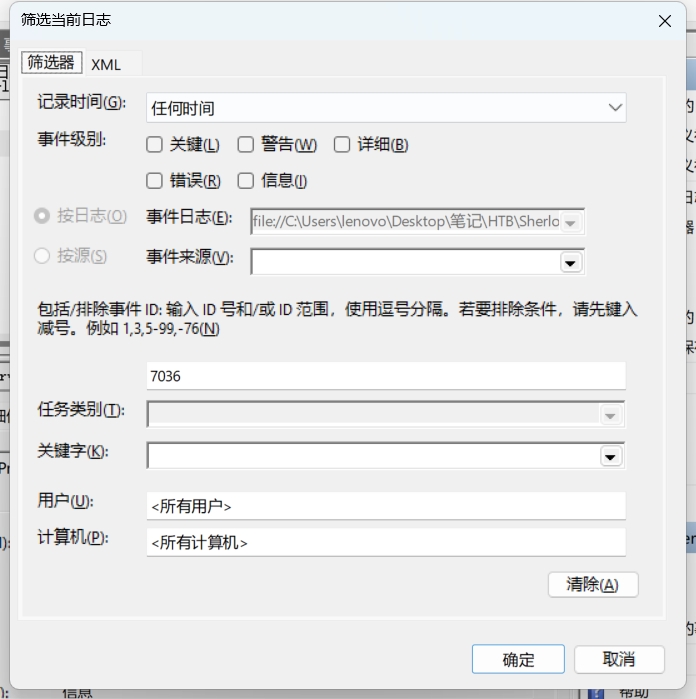 筛选当前日志
筛选器 XML
记录时间(G): 任何时间
事件级别: 关键(L) 警告(W) 详细(B)
错误(R) 信息(I)
按日志(O) 事件日志(E): file://C:\Users\lenovo\Desktop\笔记\HTB\Sherlo
按源(S) 事件来源(V):
包括/排除事件 ID: 输入 ID 号和/或 ID 范围，使用逗号分隔。若要排除条件，请先键入
减号。例如 1,3,5-99,-76(N)
7036
任务类别(T):
关键字(K):
用户(U): <所有用户>
计算机(P): <所有计算机>
清除(A)
确定 取消
信息 帮助